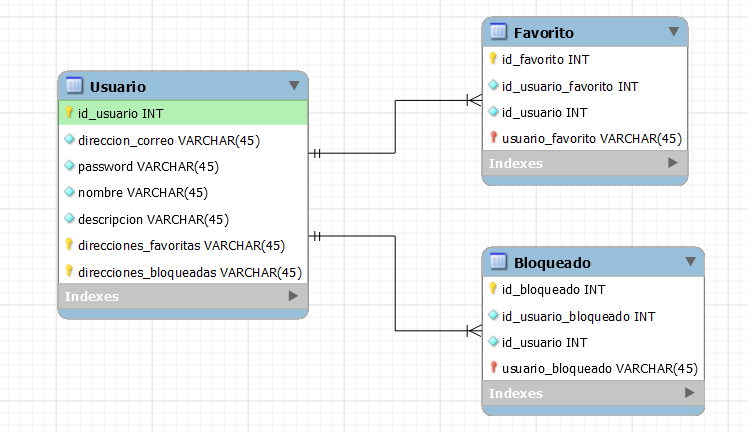 Usuario
id_usuario INT
direccion_correo VARCHAR(45)
password VARCHAR(45)
nombre VARCHAR(45)
descripcion VARCHAR(45)
direcciones_favoritas VARCHAR(45)
direcciones_bloqueadas VARCHAR(45)
Indexes
Favorito
id_favorito INT
id_usuario_favorito INT
id_usuario INT
usuario_favorito VARCHAR(45)
Indexes
Bloqueado
id_bloqueado INT
id_usuario_bloqueado INT
id_usuario INT
usuario_bloqueado VARCHAR(45)
Indexes